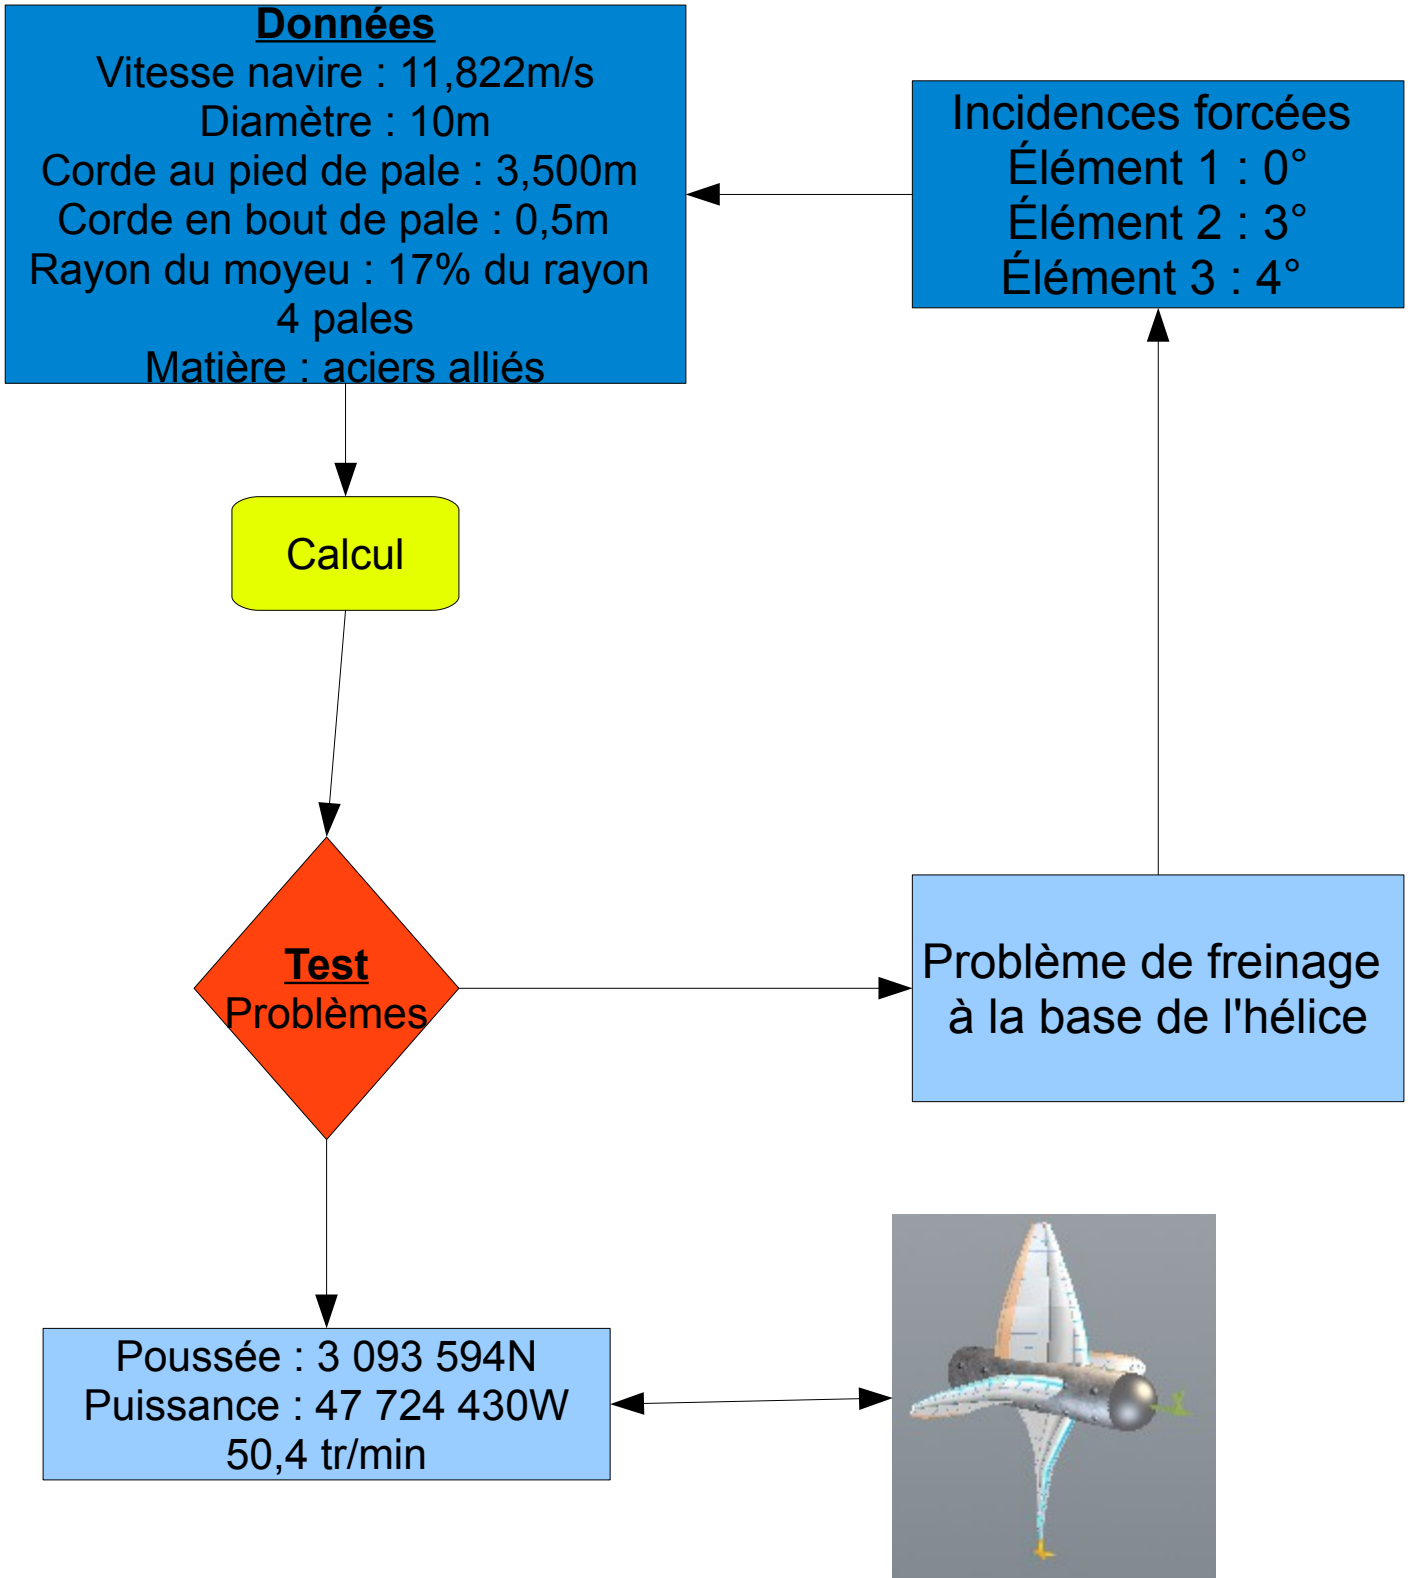 Données
Vitesse navire : 11,822m/s
Diamètre : 10m
Corde au pied de pale : 3,500m
Corde en bout de pale : 0,5m
Rayon du moyeu : 17% du rayon
4 pales
Matière : aciers alliés
Incidences forcées
Élément 1 : 0°
Élément 2 : 3°
Élément 3 : 4°
Calcul
Test
Problèmes
Problème de freinage
à la base de l'hélice
Poussée : 3 093 594N
Puissance : 47 724 430W
50,4 tr/min